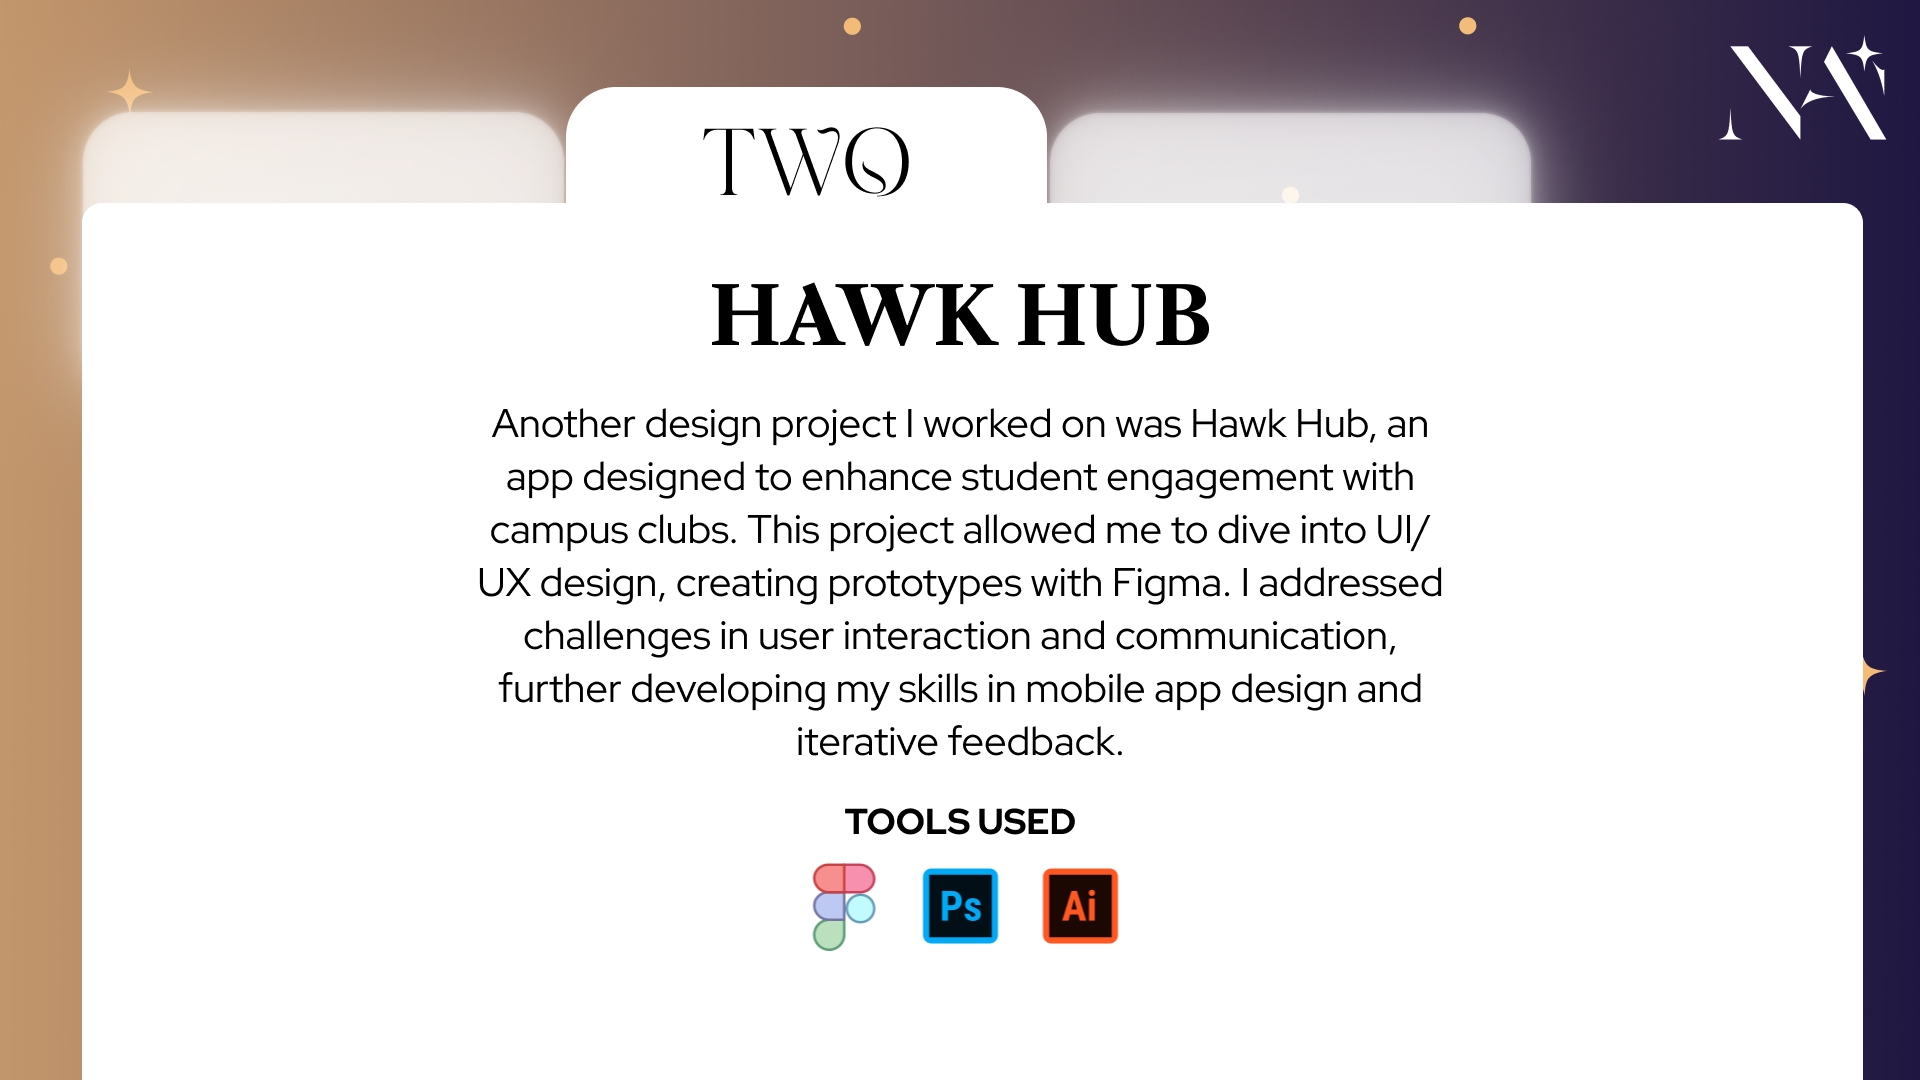 NA
TWO
HAWK HUB
Another design project I worked on was Hawk Hub, an
app designed to enhance student engagement with
campus clubs. This project allowed me to dive into UI/
UX design, creating prototypes with Figma. I addressed
challenges in user interaction and communication,
further developing my skills in mobile app design and
iterative feedback.
TOOLS USED
Ps Ai